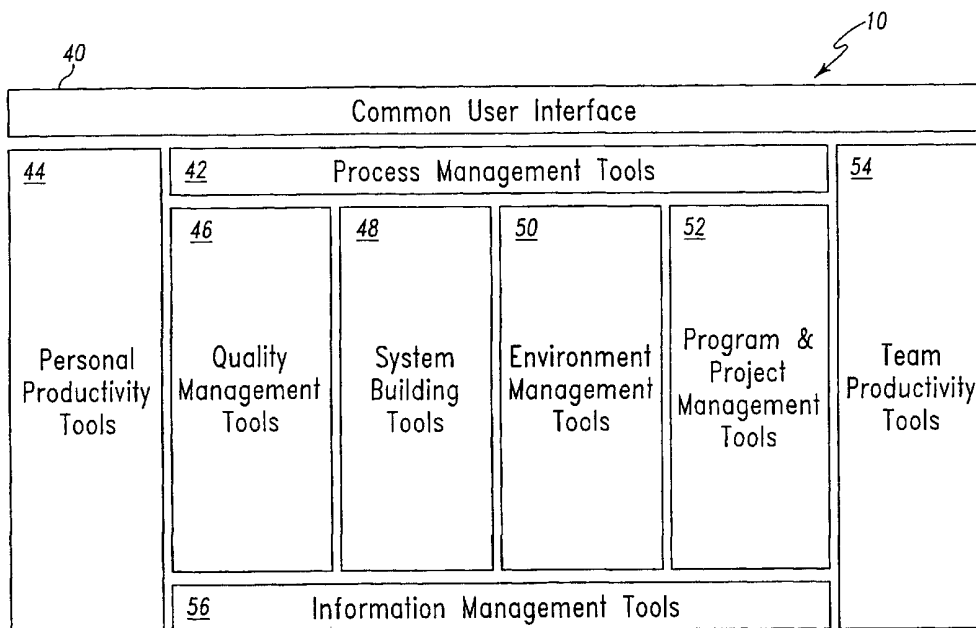 10
40
Common User Interface
44
42
Process Management Tools
54
46
48
50
52
Personal
Productivity
Tools
Quality
Management
Tools
System
Building
Tools
Environment
Management
Tools
Program &
Project
Management
Tools
Team
Productivity
Tools
56
Information Management Tools